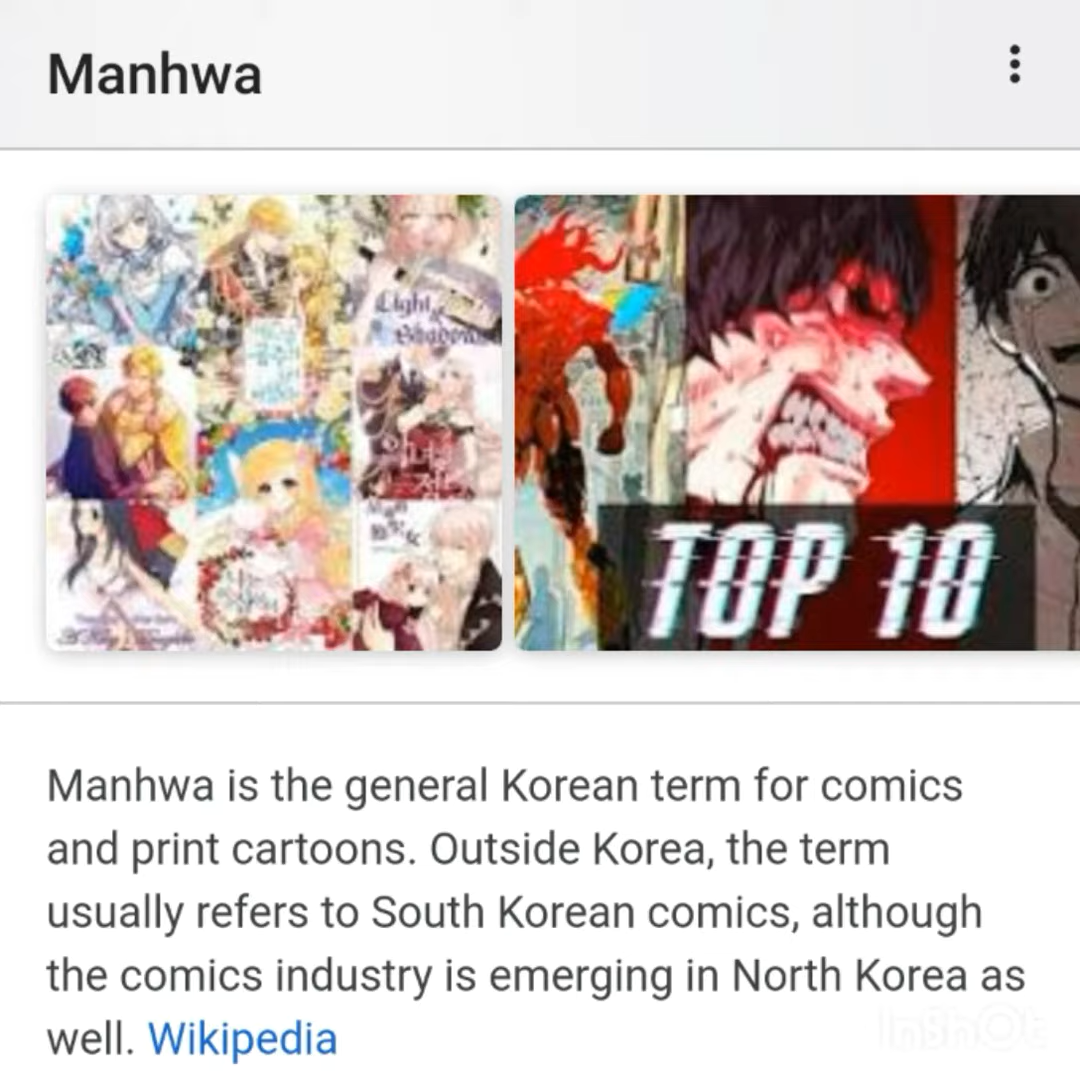 Manhwa
Light
Shadow
TOP 10
Manhwa is the general Korean term for comics
and print cartoons. Outside Korea, the term
usually refers to South Korean comics, although
the comics industry is emerging in North Korea as
well. Wikipedia
InShOt